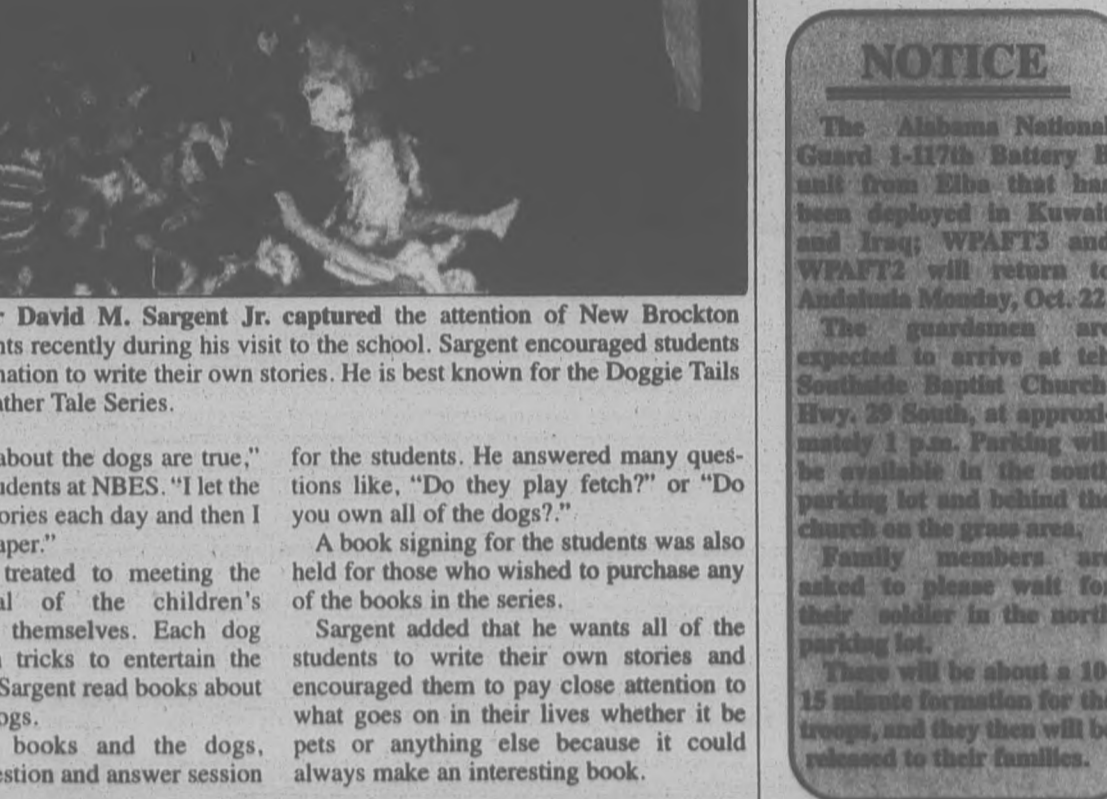 r David M. Sargent Jr. captured the attention of New Brockton
nts recently during his visit to the school. Sargent encouraged students
nation to write their own stories. He is best known for the Doggie Tails
ather Tale Series.
about the dogs are true,"
udents at NBES. "I let the
ories each day and then I
aper."
treated to meeting the
al of the children's
themselves. Each dog
n tricks to entertain the
Sargent read books about
ogs.
books and the dogs,
estion and answer session
for the students. He answered many ques-
tions like, "Do they play fetch?" or "Do
you own all of the dogs?."
A book signing for the students was also
held for those who wished to purchase any
of the books in the series.
Sargent added that he wants all of the
students to write their own stories and
encouraged them to pay close attention to
what goes on in their lives whether it be
pets or anything else because it could
always make an interesting book.
NOTICE
The Alabama National
Guard 1-117th Battery B
unit from Elba that has
been deployed in Kuwait
and Iraq; WPAFT3 and
WPAFT2 will return to
Andalusia Monday, Oct. 22.
The guardsmen are
expected to arrive at teh
Southside Baptist Church,
Hwy. 29 South, at approxi-
mately 1 p.m. Parking will
be available in the south
parking lot and behind the
church on the grass area.
Family members are
asked to please wait for
their soldier in the north
parking lot.
There will be about a 10-
15 minute formation for the
troops, and they then will be
released to their families.